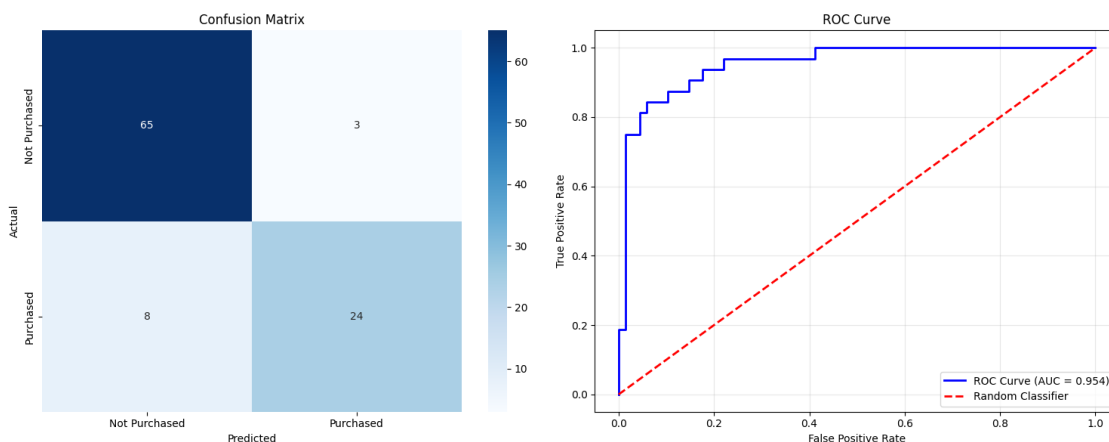 Confusion Matrix
Actual
Not Purchased
Purchased
65
3
8
24
Not Purchased
Purchased
Predicted
60
50
40
30
20
10
ROC Curve
True Positive Rate
1.0
0.8
0.6
0.4
0.2
0.0
0.0
0.2
0.4
0.6
0.8
1.0
False Positive Rate
ROC Curve (AUC = 0.954)
Random Classifier